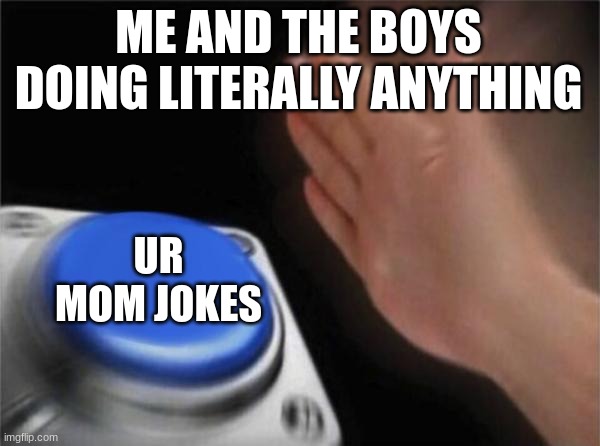 ME AND THE BOYS
DOING LITERALLY ANYTHING
UR
MOM JOKES
imgflip.com